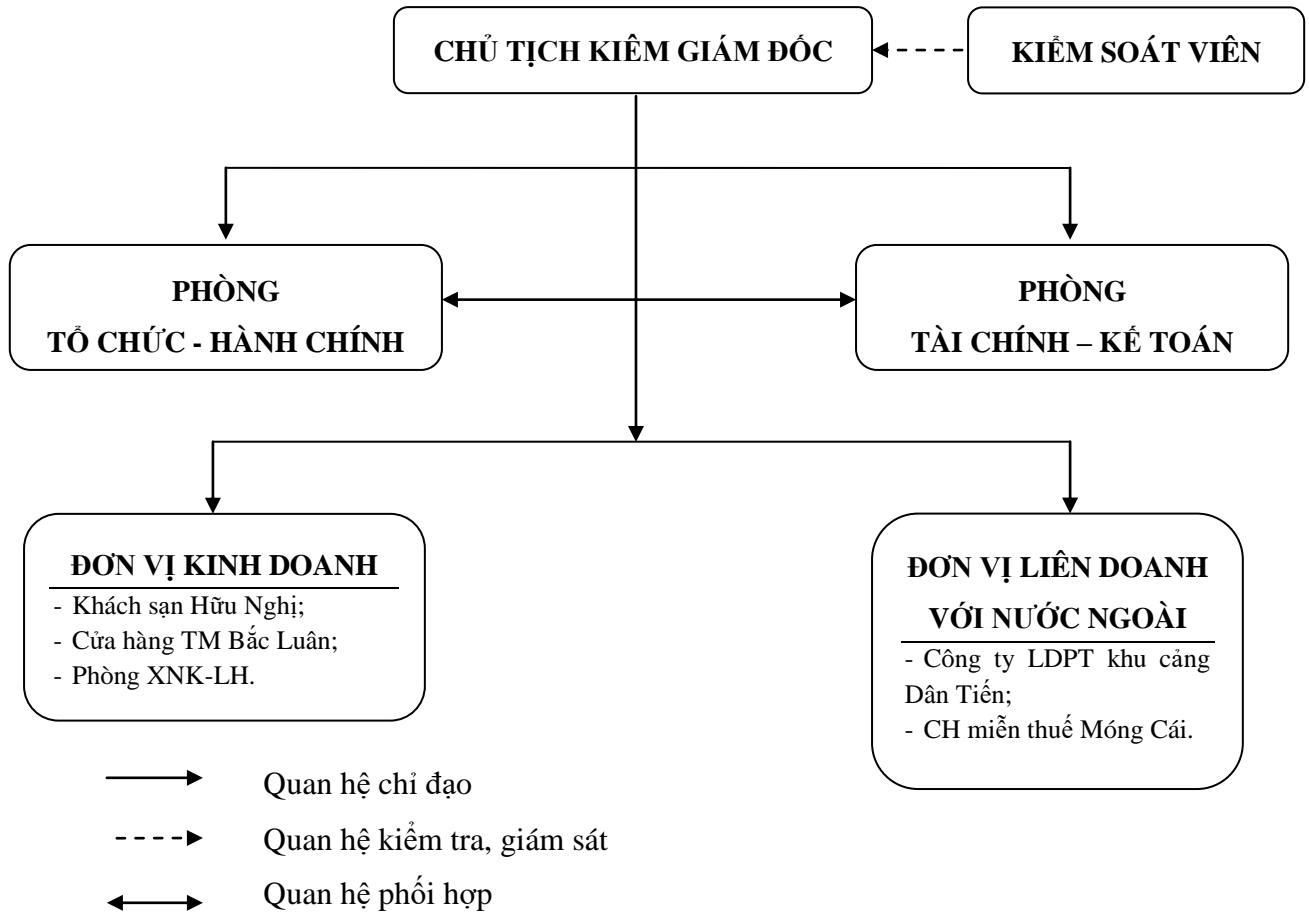 CHỦ TỊCH KIÊM GIÁM ĐỐC
KIỂM SOÁT VIÊN
PHÒNG
TỔ CHỨC - HÀNH CHÍNH
PHÒNG
TÀI CHÍNH – KẾ TOÁN
ĐƠN VỊ KINH DOANH
- Khách sạn Hữu Nghị;
- Cửa hàng TM Bắc Luân;
- Phòng XNK-LH.
ĐƠN VỊ LIÊN DOANH
VỚI NƯỚC NGOÀI
- Công ty LDPT khu cảng
Dân Tiến;
- CH miễn thuế Móng Cái.
Quan hệ chỉ đạo
Quan hệ kiểm tra, giám sát
Quan hệ phối hợp